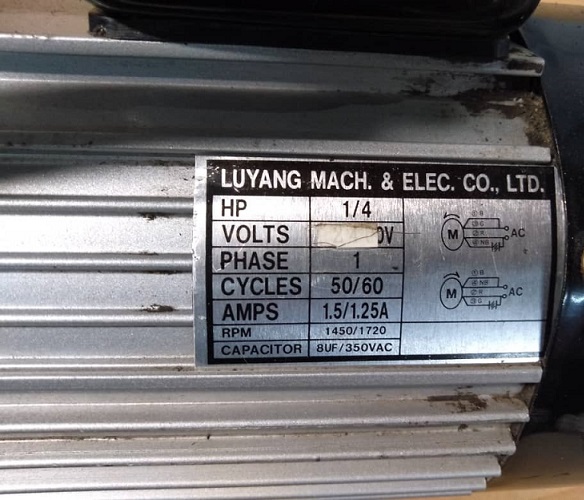 LUYANG MACH. & ELEC. CO., LTD.
HP 1/4
VOLTS 0V
PHASE 1
CYCLES 50/60
AMPS 1.5/1.25A
RPM 1450/1720
CAPACITOR 8UF/350VAC
M AC
M AC